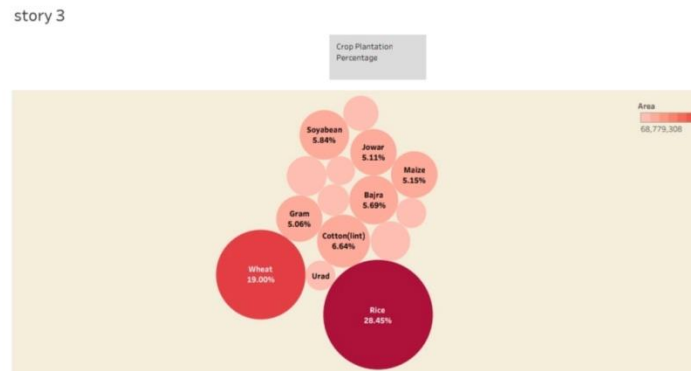 story 3
Crop Plantation
Percentage
Area
68,779,308
Soyabean
5.84%
Jowar
5.11%
Maize
5.15%
Bajra
5.69%
Gram
5.06%
Cotton(lint)
6.64%
Wheat
19.00%
Urad
Rice
28.45%